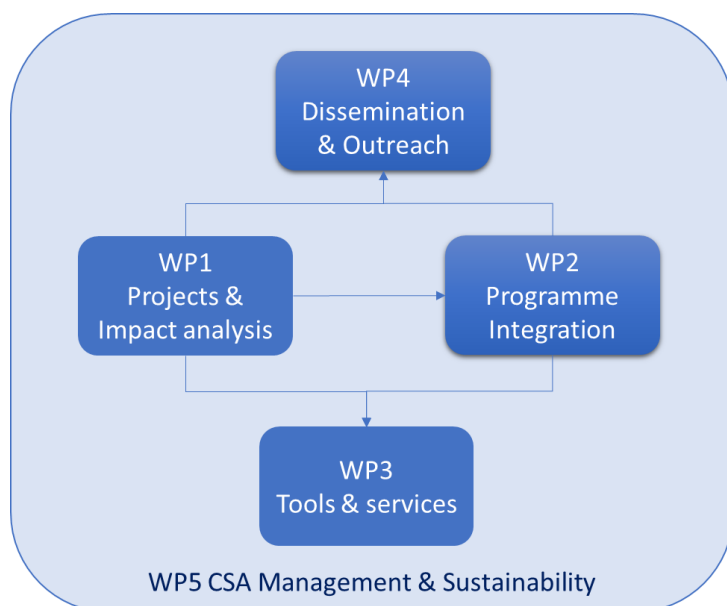 WP4
Dissemination
& Outreach
WP1
Projects &
Impact analysis
WP2
Programme
Integration
WP3
Tools & services
WP5 CSA Management & Sustainability